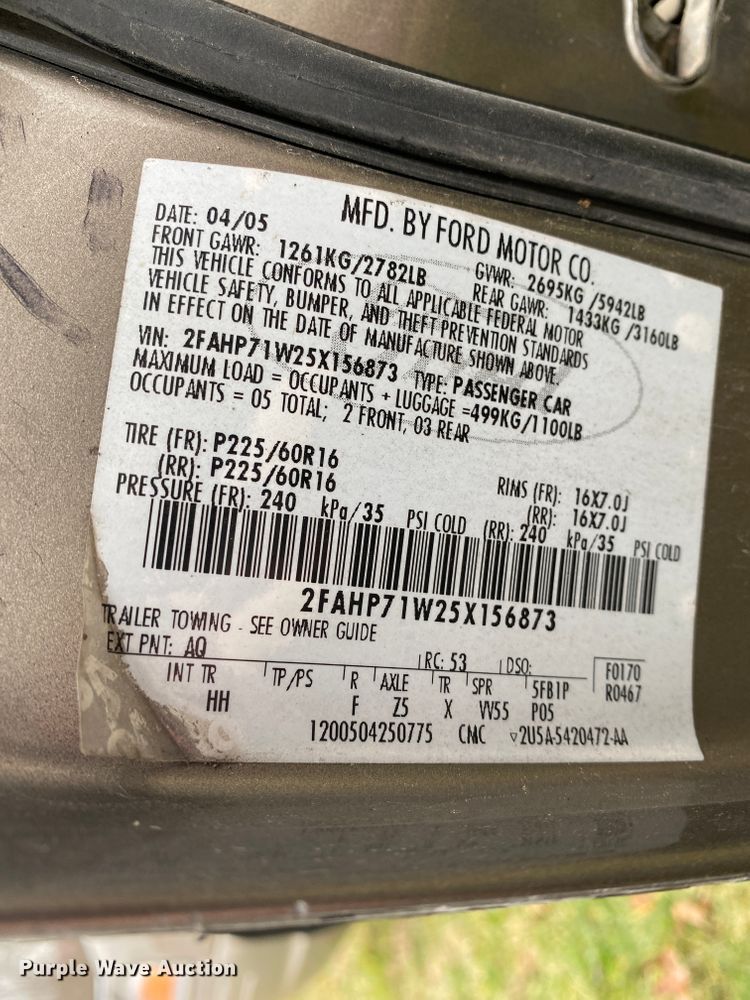 MFD. BY FORD MOTOR CO.
DATE: 04/05 GVWR: 2695KG /5942LB
FRONT GAWR: 1261KG/2782LB REAR GAWR: 1433KG /3160LB
THIS VEHICLE CONFORMS TO ALL APPLICABLE FEDERAL MOTOR
VEHICLE SAFETY, BUMPER, AND THEFT PREVENTION STANDARDS
IN EFFECT ON THE DATE OF MANUFACTURE SHOWN ABOVE.
VIN: 2FAHP71W25X156873 TYPE: PASSENGER CAR
MAXIMUM LOAD = OCCUPANTS + LUGGAGE =499KG/1100LB
OCCUPANTS = 05 TOTAL; 2 FRONT, 03 REAR
TIRE (FR): P225/60R16 RIMS (FR): 16X7.0J
(RR): P225/60R16 (RR): 16X7.0J
PRESSURE (FR): 240 kPa/35 PSI COLD (RR): 240 kPa/35 PSI COLD
2FAHP71W25X156873
TRAILER TOWING - SEE OWNER GUIDE
EXT PNT: AQ RC: 53 DSO: F0170
INT TR TP/PS R AXLE TR SPR 5FB1P R0467
HH F Z5 X VV55 P05
1200504250775 CMC ▿2U5A-5420472-AA
Purple Wave Auction